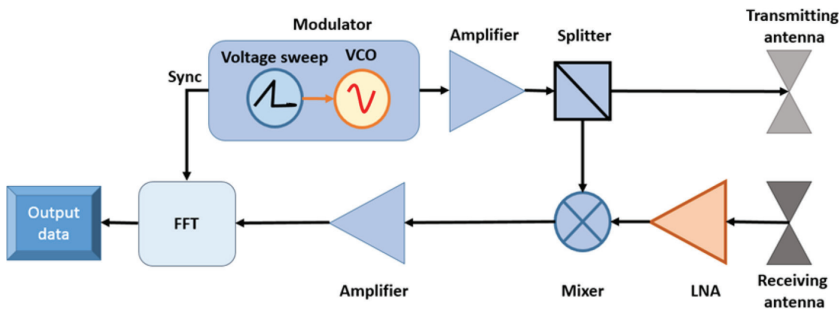 Modulator
Voltage sweep
VCO
Sync
Amplifier
Splitter
Transmitting
antenna
Output
data
FFT
Amplifier
Mixer
LNA
Receiving
antenna